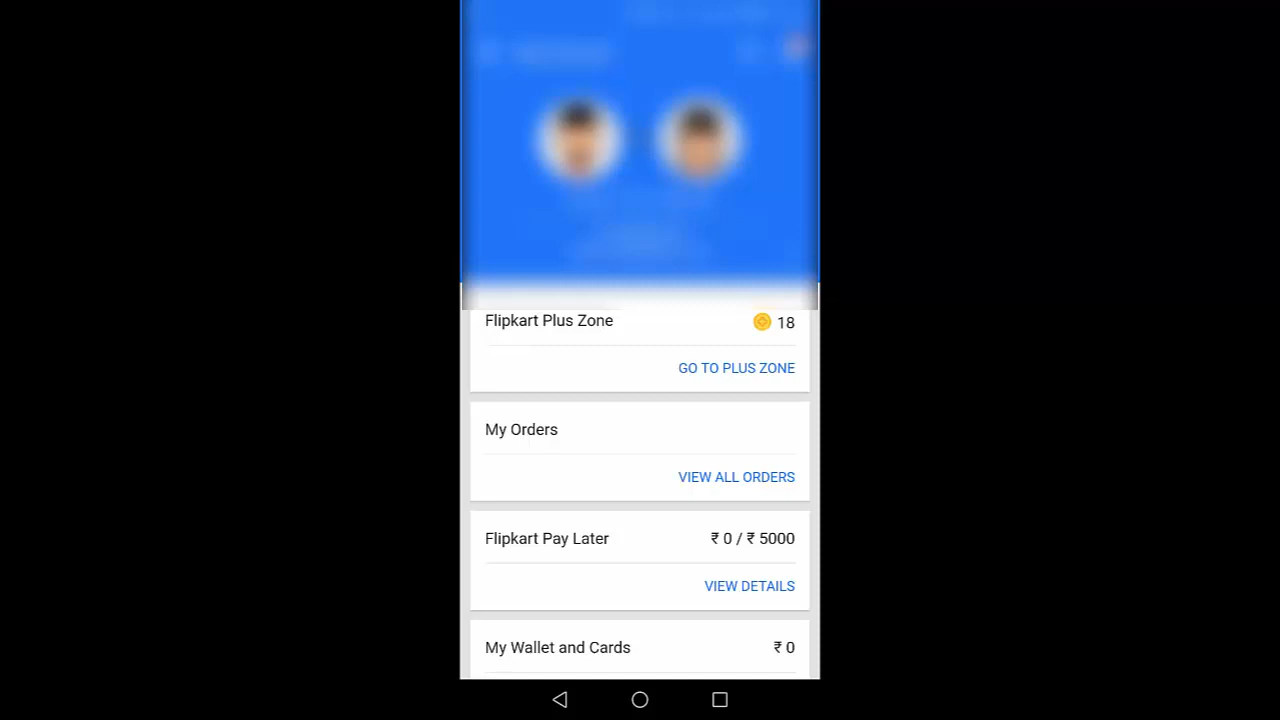 Flipkart Plus Zone 18
GO TO PLUS ZONE
My Orders
VIEW ALL ORDERS
Flipkart Pay Later ₹ 0 / ₹ 5000
VIEW DETAILS
My Wallet and Cards ₹ 0